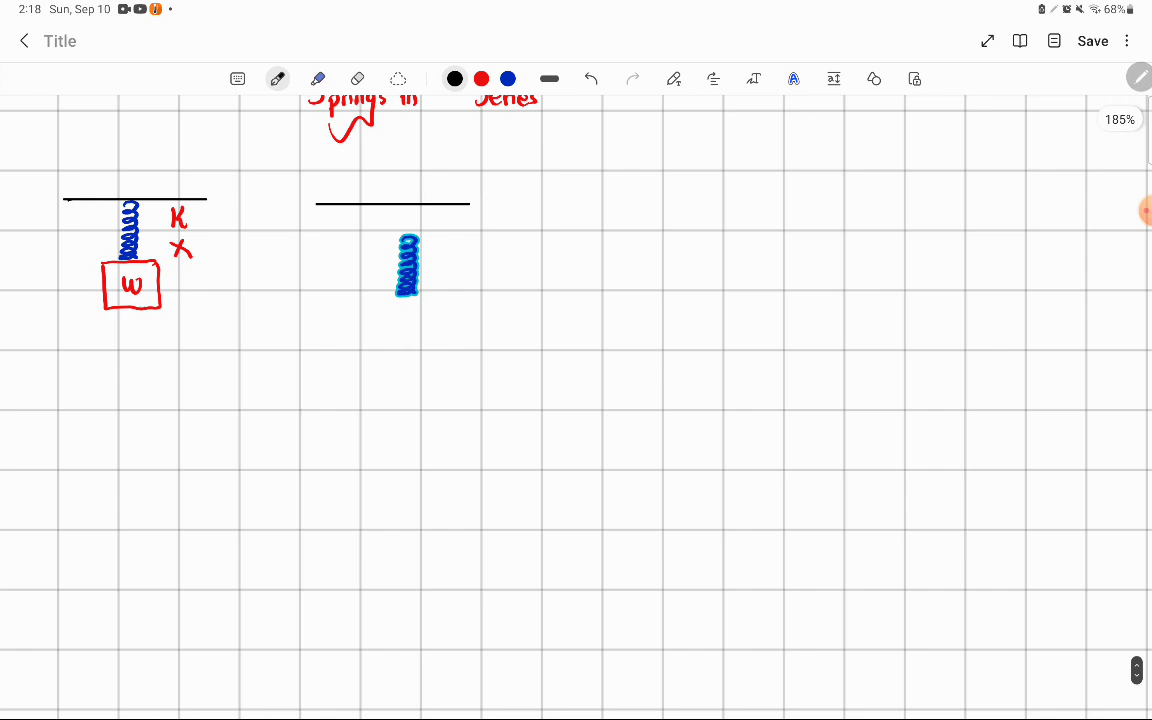 2:18 Sun, Sep 10 68%
Title
Save
185%
Springs in Series
K
X
W